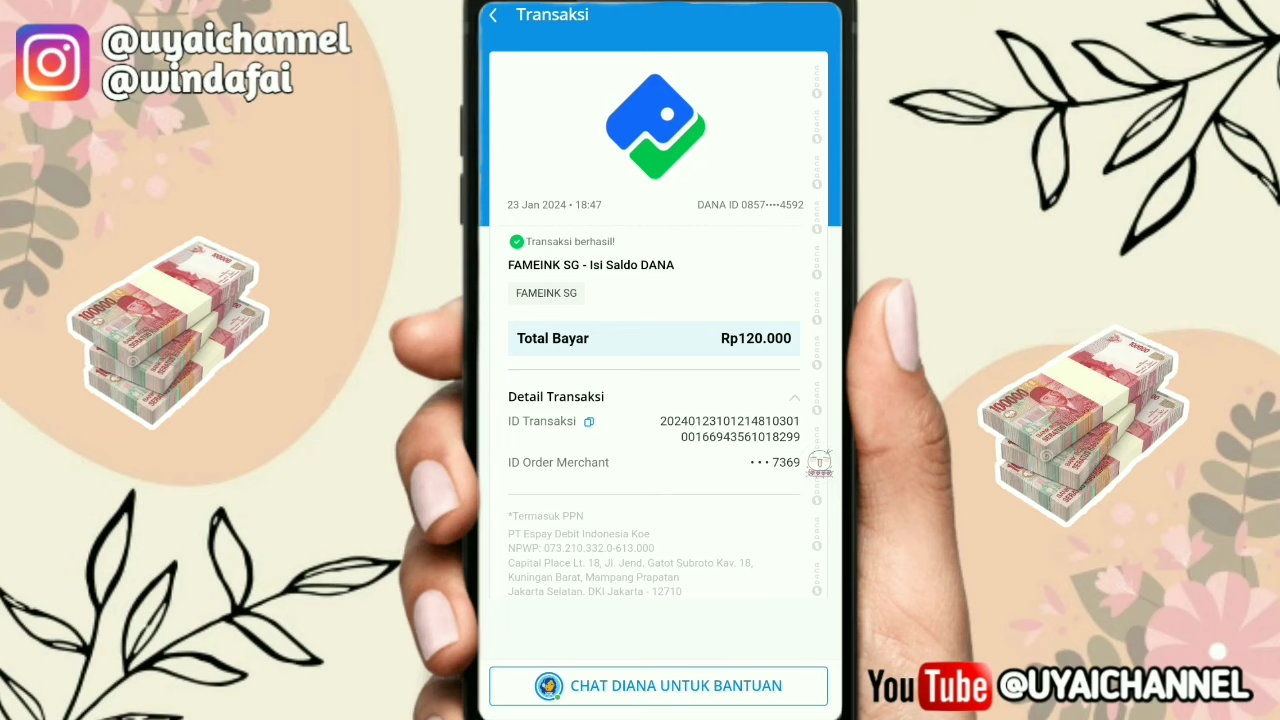 @uyaichannel
@windafai
Transaksi
23 Jan 2024 • 18:47
DANA ID 0857••••4592
Transaksi berhasil!
FAMEINK SG - Isi Saldo DANA
FAMEINK SG
Total Bayar
Rp120.000
Detail Transaksi
ID Transaksi
20240123101214810301
00166943561018299
ID Order Merchant
• • • 7369
*Termasuk PPN
PT Espay Debit Indonesia Koe
NPWP: 073.210.332.0-613.000
Capital Place Lt. 18, Jl. Jend. Gatot Subroto Kav. 18,
Kuningan Barat, Mampang Prapatan
Jakarta Selatan, DKI Jakarta - 12710
CHAT DIANA UNTUK BANTUAN
YouTube @UYAICHANNEL